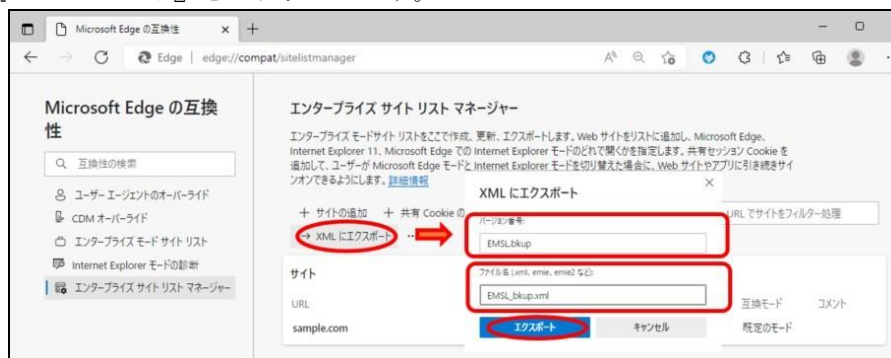 Microsoft Edge の互換性
Edge | edge://compat/sitelistmanager
Microsoft Edge の互換
性
互換性の検索
ユーザー エージェントのオーバーライド
CDM オーバーライド
エンタープライズ モード サイト リスト
Internet Explorer モードの診断
エンタープライズ サイト リスト マネージャー
エンタープライズ サイト リスト マネージャー
エンタープライズ モードサイト リストをここで作成、更新、エクスポートします。Web サイトをリストに追加し、Microsoft Edge、
Internet Explorer 11、Microsoft Edge での Internet Explorer モードのどれで開くかを指定します。共有セッション Cookie を
追加して、ユーザーが Microsoft Edge モードと Internet Explorer モードを切り替えた場合に、Web サイトやアプリに引き続きサイ
ンオンできるようにします。詳細情報
+ サイトの追加 + 共有 Cookie の
URL でサイトをフィルター処理
→ XML にエクスポート ...
サイト
URL
互換モード コメント
sample.com
既定のモード
XML にエクスポート
バージョン番号:
EMSL.bkup
ファイル名 (.xml, emie, emie2 など):
EMSL_bkup.xml
エクスポート キャンセル